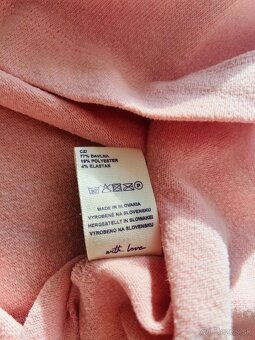 CZ/
77% BAVLNA
19% POLYESTER
4% ELASTAN
MADE IN SLOVAKIA
VYROBENÉ NA SLOVENSKU
HERGESTELLT IN SLOWAKEI
VYROBENO NA SLOVENSKU
with love